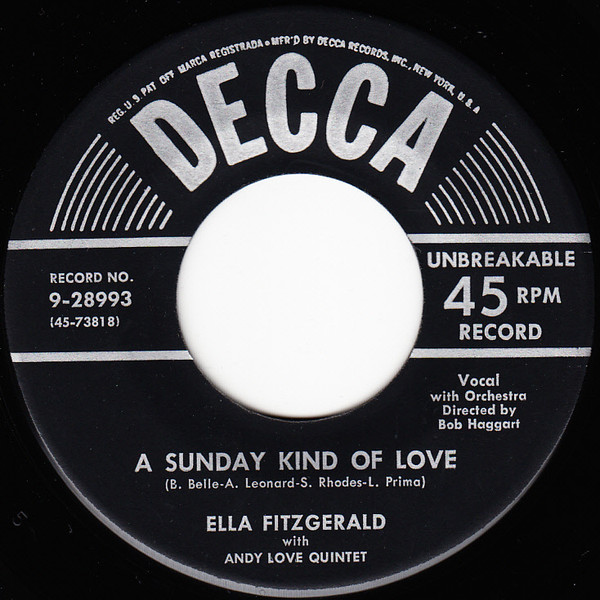 REG. U. S. PAT OFF MARCA REGISTRADA • MFR'D BY DECCA RECORDS, INC., NEW YORK, U.S.A
DECCA
RECORD NO.
9-28993
(45-73818)
UNBREAKABLE
45 RPM
RECORD
Vocal
with Orchestra
Directed by
Bob Haggart
A SUNDAY KIND OF LOVE
(B. Belle-A. Leonard-S. Rhodes-L. Prima)
ELLA FITZGERALD
with
ANDY LOVE QUINTET